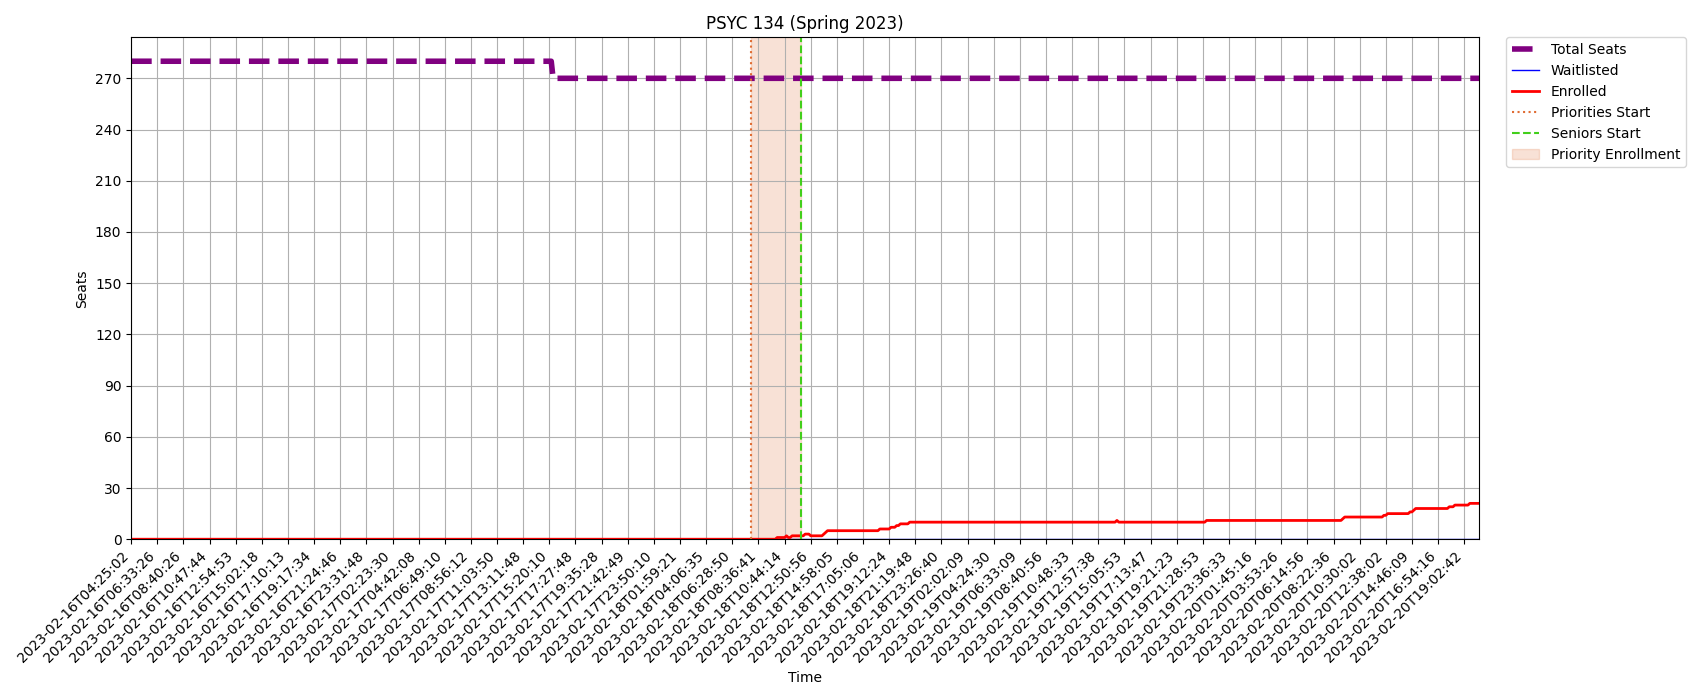 PSYC 134 (Spring 2023)
Total Seats
Waitlisted
Enrolled
Priorities Start
Seniors Start
Priority Enrollment
Seats
270
240
210
180
150
120
90
60
30
0
2023-02-16T04:25:02
2023-02-16T06:33:26
2023-02-16T08:40:26
2023-02-16T10:47:44
2023-02-16T12:54:53
2023-02-16T15:02:18
2023-02-16T17:10:13
2023-02-16T19:17:34
2023-02-16T21:24:46
2023-02-16T23:31:48
2023-02-17T02:23:30
2023-02-17T04:42:08
2023-02-17T06:49:10
2023-02-17T08:56:12
2023-02-17T11:03:50
2023-02-17T13:11:48
2023-02-17T15:20:10
2023-02-17T17:27:48
2023-02-17T19:35:28
2023-02-17T21:42:49
2023-02-17T23:50:10
2023-02-18T01:59:21
2023-02-18T04:06:35
2023-02-18T06:28:50
2023-02-18T08:36:41
2023-02-18T10:44:14
2023-02-18T12:50:56
2023-02-18T14:58:05
2023-02-18T17:05:06
2023-02-18T19:12:24
2023-02-18T21:19:48
2023-02-18T23:26:40
2023-02-19T02:02:09
2023-02-19T04:24:30
2023-02-19T06:33:09
2023-02-19T08:40:56
2023-02-19T10:48:33
2023-02-19T12:57:38
2023-02-19T15:05:53
2023-02-19T17:13:47
2023-02-19T19:21:23
2023-02-19T21:28:53
2023-02-19T23:36:33
2023-02-20T01:45:16
2023-02-20T03:53:26
2023-02-20T06:14:56
2023-02-20T08:22:36
2023-02-20T10:30:02
2023-02-20T12:38:02
2023-02-20T14:46:09
2023-02-20T16:54:16
2023-02-20T19:02:42
Time